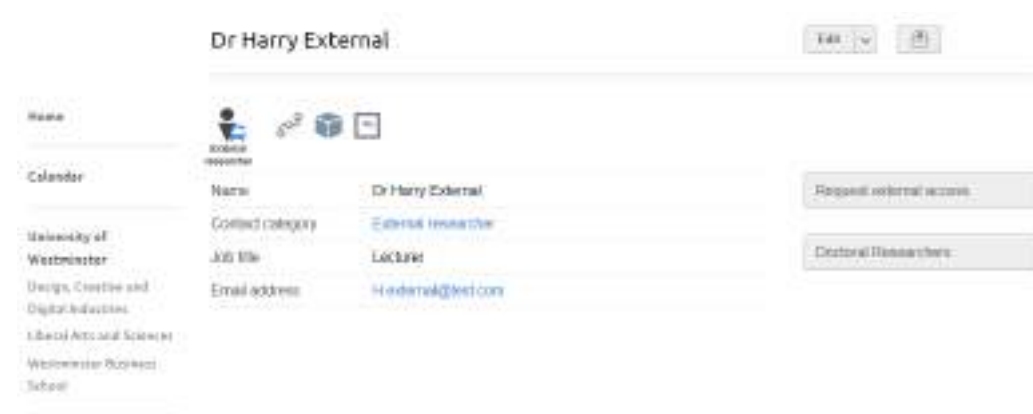 Dr Harry External
Edit
Home
Calendar
University of
Westminster
Design, Creative and
Digital Industries
Liberal Arts and Sciences
Westminster Business
School
External
researcher
Name Dr Harry External
Contact category External researcher
Job title Lecturer
Email address H.external@test.com
Request external access
Doctoral Researchers